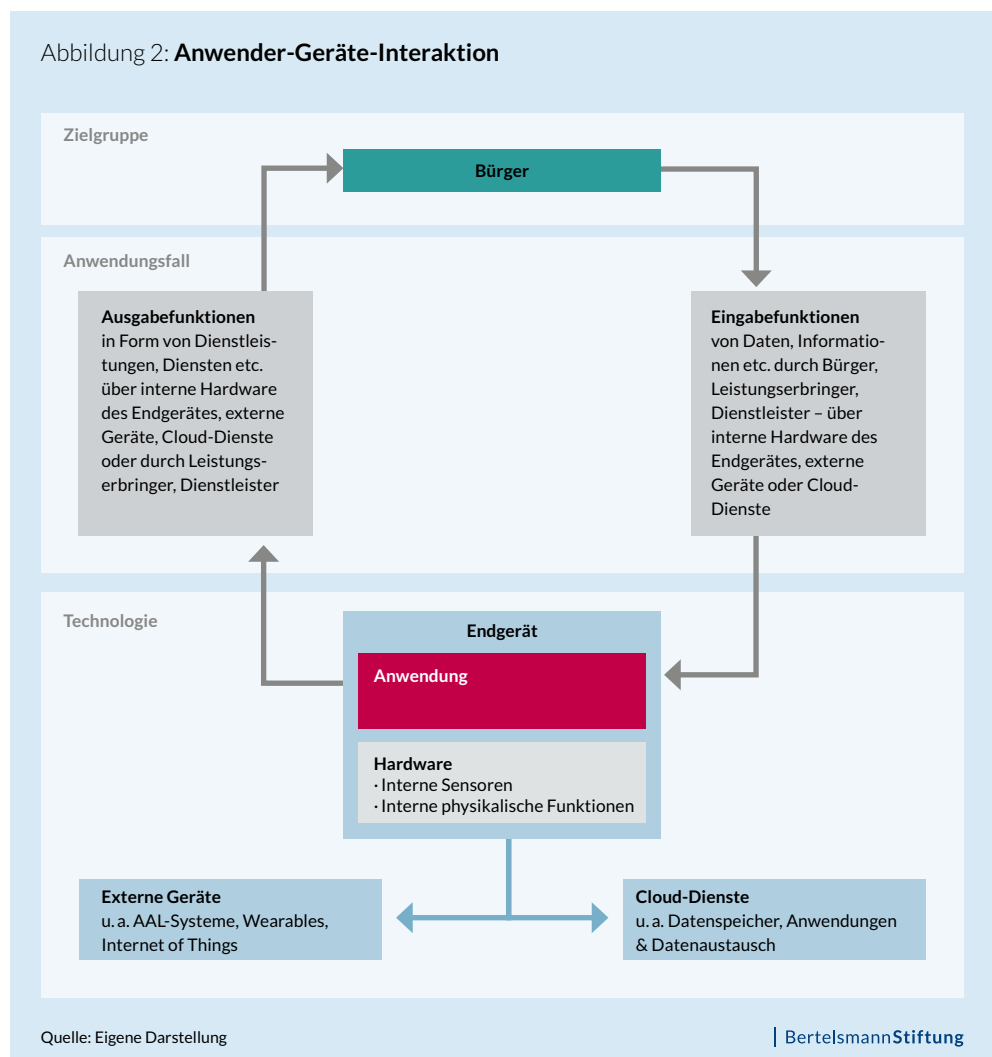 Abbildung 2: Anwender-Geräte-Interaktion
Zielgruppe
Bürger
Anwendungsfall
Ausgabefunktionen
in Form von Dienstleis-
tungen, Diensten etc.
über interne Hardware
des Endgerätes, externe
Geräte, Cloud-Dienste
oder durch Leistungs-
erbringer, Dienstleister
Eingabefunktionen
von Daten, Informatio-
nen etc. durch Bürger,
Leistungserbringer,
Dienstleister – über
interne Hardware des
Endgerätes, externe
Geräte oder Cloud-
Dienste
Technologie
Endgerät
Anwendung
Hardware
· Interne Sensoren
· Interne physikalische Funktionen
Externe Geräte
u. a. AAL-Systeme, Wearables,
Internet of Things
Cloud-Dienste
u. a. Datenspeicher, Anwendungen
& Datenaustausch
Quelle: Eigene Darstellung
| BertelsmannStiftung